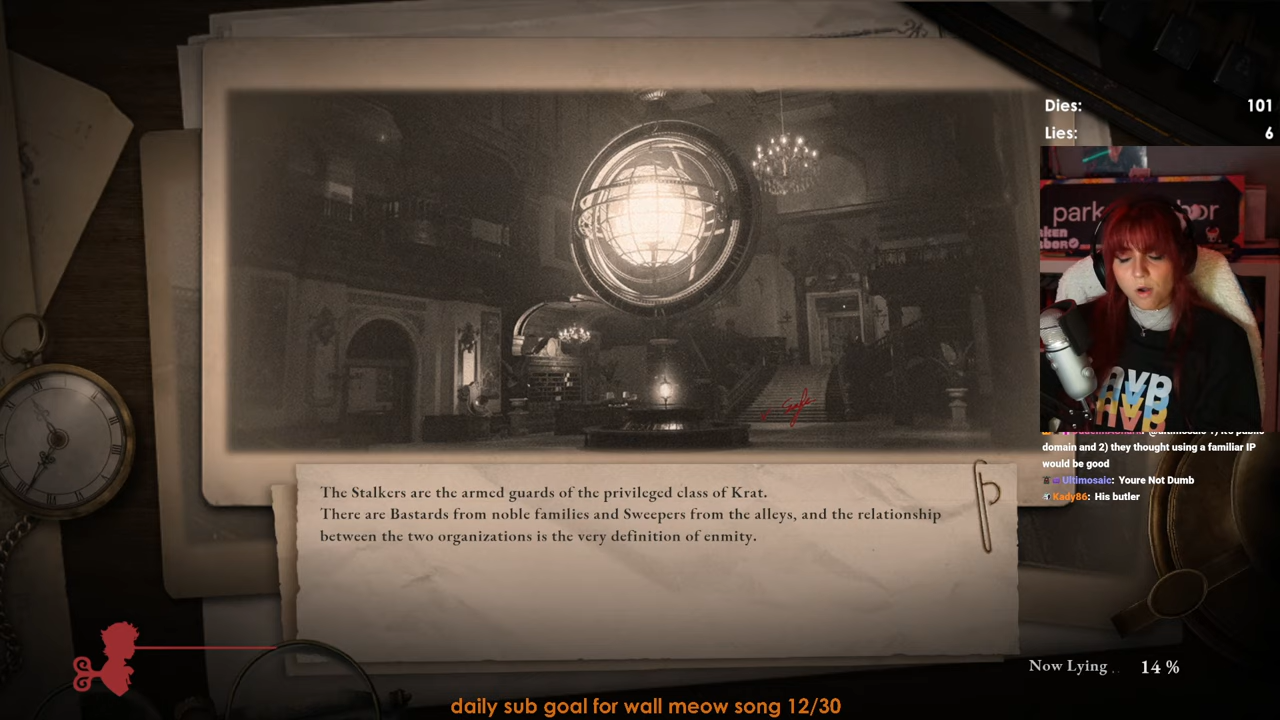 Dies: 101
Lies: 6
domain and 2) they thought using a familiar IP
would be good
Ultimosaic: Youre Not Dumb
Kady86: His butler
The Stalkers are the armed guards of the privileged class of Krat.
There are Bastards from noble families and Sweepers from the alleys, and the relationship
between the two organizations is the very definition of enmity.
Now Lying .. 14 %
daily sub goal for wall meow song 12/30